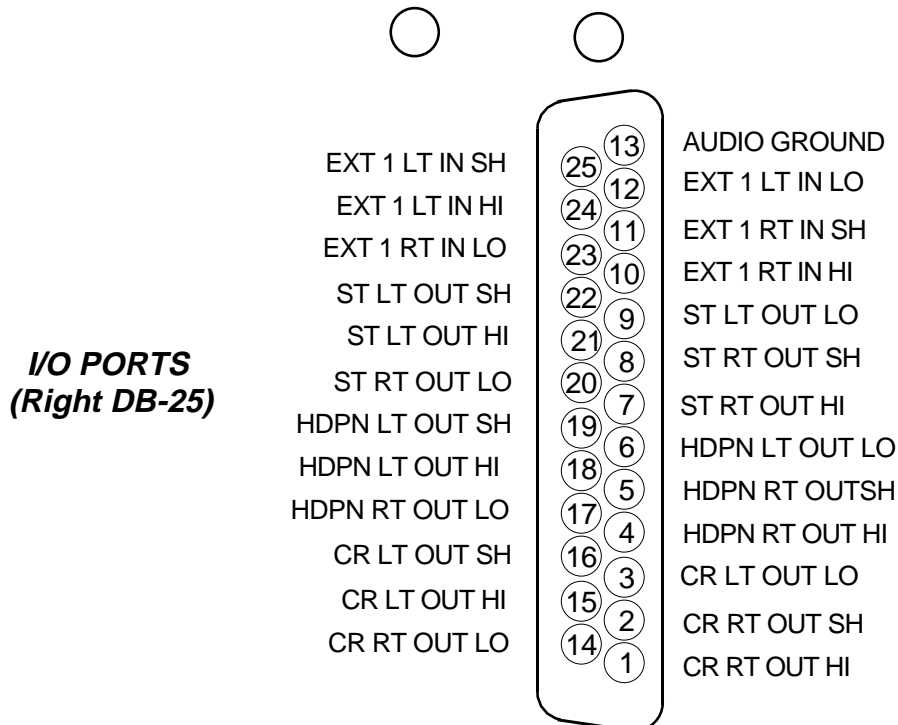 13 AUDIO GROUND
EXT 1 LT IN SH 25
12 EXT 1 LT IN LO
EXT 1 LT IN HI 24
11 EXT 1 RT IN SH
EXT 1 RT IN LO 23
10 EXT 1 RT IN HI
ST LT OUT SH 22
9 ST LT OUT LO
ST LT OUT HI 21
8 ST RT OUT SH
I/O PORTS
(Right DB-25)
ST RT OUT LO 20
7 ST RT OUT HI
HDPN LT OUT SH 19
6 HDPN LT OUT LO
HDPN LT OUT HI 18
5 HDPN RT OUTSH
HDPN RT OUT LO 17
4 HDPN RT OUT HI
CR LT OUT SH 16
3 CR LT OUT LO
CR LT OUT HI 15
2 CR RT OUT SH
CR RT OUT LO 14
1 CR RT OUT HI